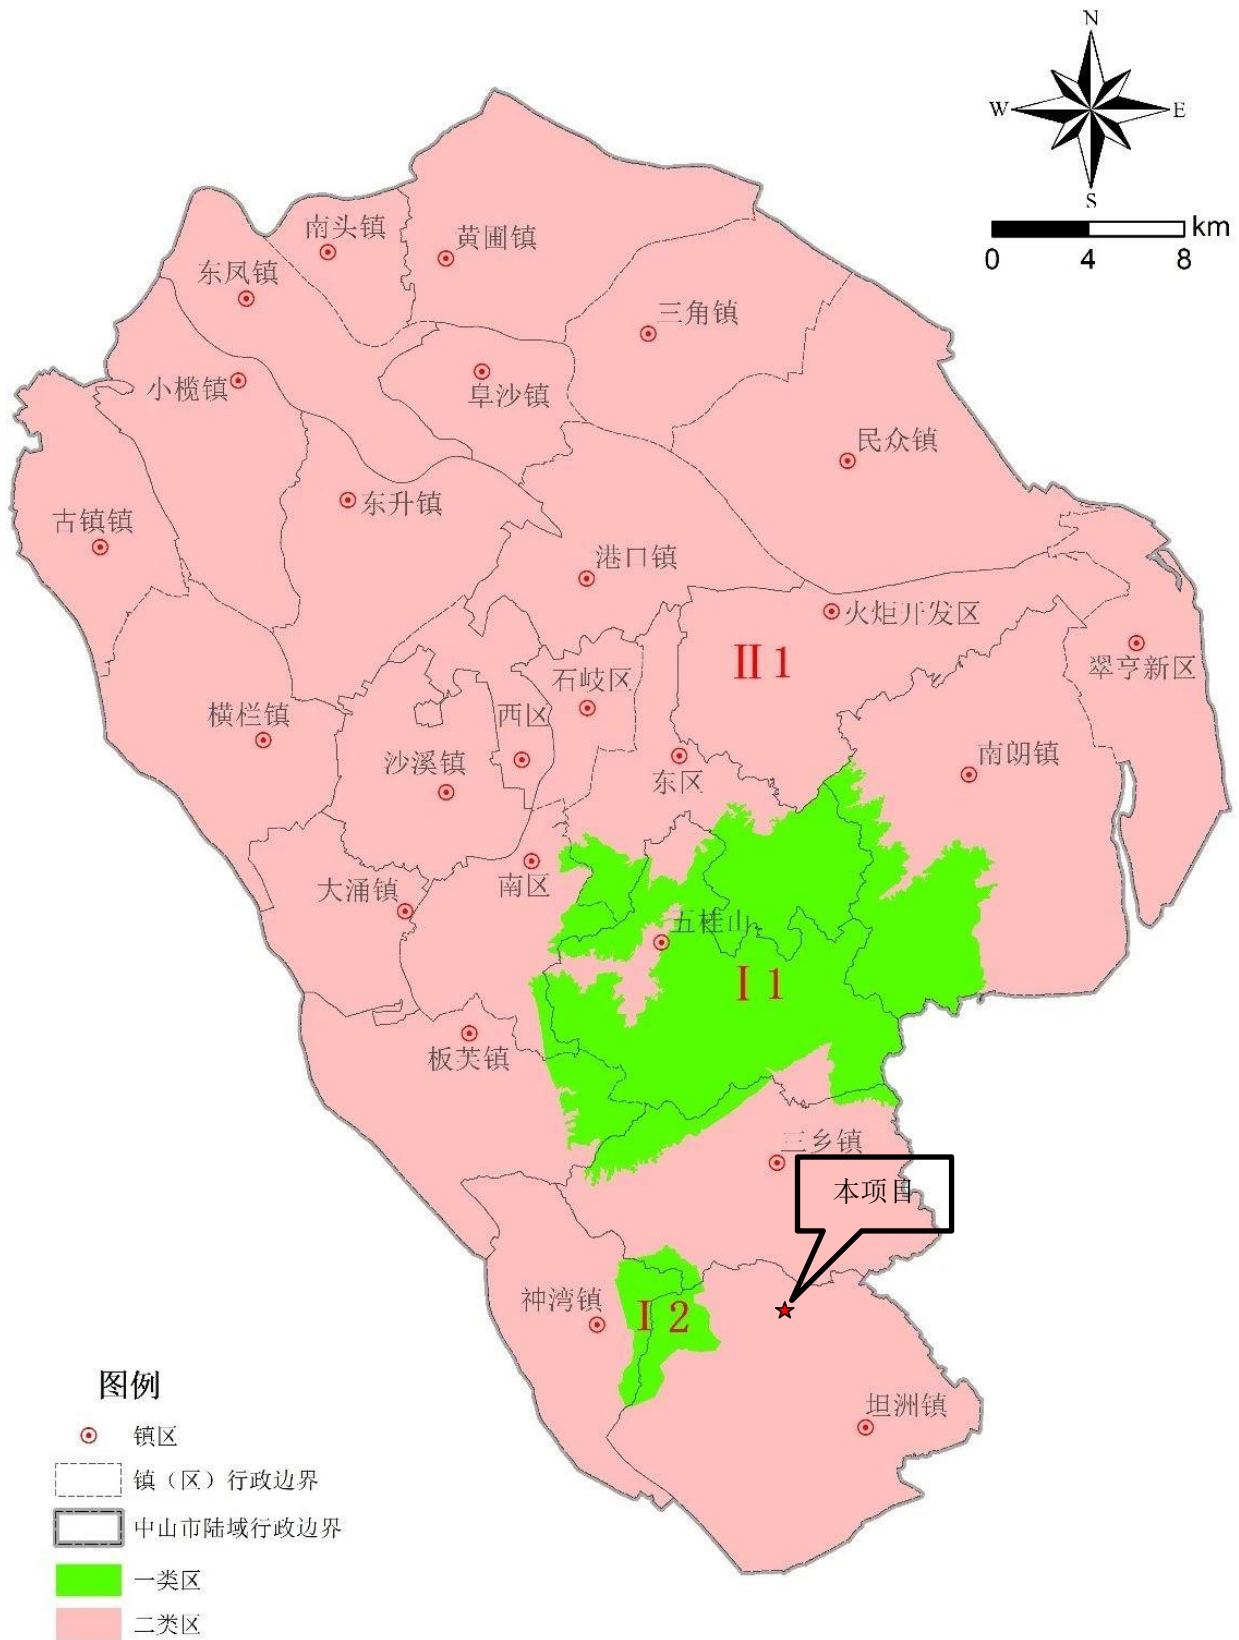 N
W
E
S
km
0 4 8
南头镇
黄圃镇
东凤镇
三角镇
小榄镇
阜沙镇
民众镇
东升镇
古镇镇
港口镇
火炬开发区
II 1
翠亨新区
石岐区
西区
横栏镇
沙溪镇
东区
南朗镇
大涌镇
南区
五桂山
I 1
板芙镇
三乡镇
本项目
神湾镇
I 2
坦洲镇
图例
镇区
镇（区）行政边界
中山市陆域行政边界
一类区
二类区